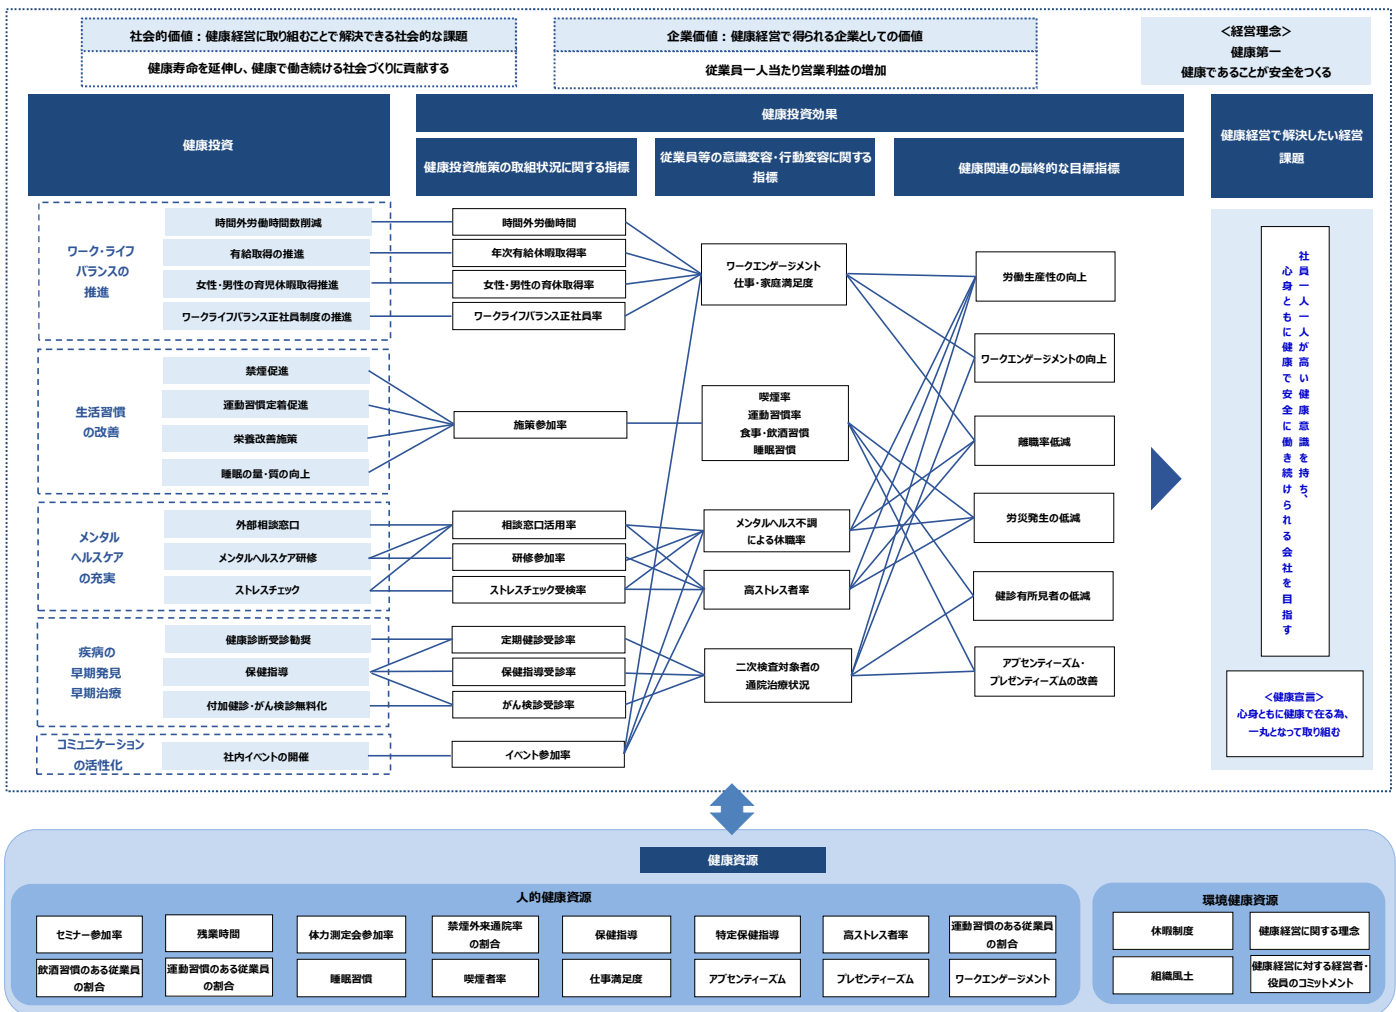 社会的価値：健康経営に取り組むことで解決できる社会的な課題
健康寿命を延伸し、健康で働き続ける社会づくりに貢献する
企業価値：健康経営で得られる企業としての価値
従業員一人当たり営業利益の増加
＜経営理念＞
健康第一
健康であることが安全をつくる
健康投資
健康投資効果
健康投資施策の取組状況に関する指標
従業員等の意識変容・行動変容に関する
指標
健康関連の最終的な目標指標
健康経営で解決したい経営
課題
ワーク・ライフ
バランスの
推進
時間外労働時間数削減
有給取得の推進
女性・男性の育児休暇取得推進
ワークライフバランス正社員制度の推進
生活習慣
の改善
禁煙促進
運動習慣定着促進
栄養改善施策
睡眠の量・質の向上
メンタル
ヘルスケア
の充実
外部相談窓口
メンタルヘルスケア研修
ストレスチェック
疾病の
早期発見
早期治療
健康診断受診勧奨
保健指導
付加健診・がん検診無料化
コミュニケーション
の活性化
社内イベントの開催
時間外労働時間
年次有給休暇取得率
女性・男性の育休取得率
ワークライフバランス正社員率
施策参加率
相談窓口活用率
研修参加率
ストレスチェック受検率
定期健診受診率
保健指導受診率
がん検診受診率
イベント参加率
ワークエンゲージメント
仕事・家庭満足度
喫煙率
運動習慣率
食事・飲酒習慣
睡眠習慣
メンタルヘルス不調
による休職率
高ストレス者率
二次検査対象者の
通院治療状況
労働生産性の向上
ワークエンゲージメントの向上
離職率低減
労災発生の低減
健診有所見者の低減
アブセンティーズム・
プレゼンティーズムの改善
社員一人一人が高い健康意識を持ち、
心身ともに健康で安全に働き続けられる会社を目指す
＜健康宣言＞
心身ともに健康で在る為、
一丸となって取り組む
健康資源
人的健康資源
セミナー参加率
残業時間
体力測定会参加率
禁煙外来通院率
の割合
保健指導
特定保健指導
高ストレス者率
運動習慣のある従業員
の割合
飲酒習慣のある従業員
の割合
運動習慣のある従業員
の割合
睡眠習慣
喫煙者率
仕事満足度
アブセンティーズム
プレゼンティーズム
ワークエンゲージメント
環境健康資源
休暇制度
健康経営に関する理念
組織風土
健康経営に対する経営者・
役員のコミットメント